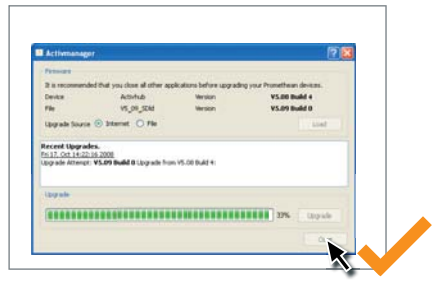 Activmanager
Firmware
It is recommended that you close all other applications before upgrading your Promethean devices.
Device Activhub Version V5.08 Build 4
File V5_09_SDId Version V5.09 Build 0
Upgrade Source Internet File Load
Recent Upgrades.
Fri 17. Oct 14:22:16 2008
Upgrade Attempt: V5.09 Build 0 Upgrade from V5.08 Build 4:
Upgrade
33% Upgrade